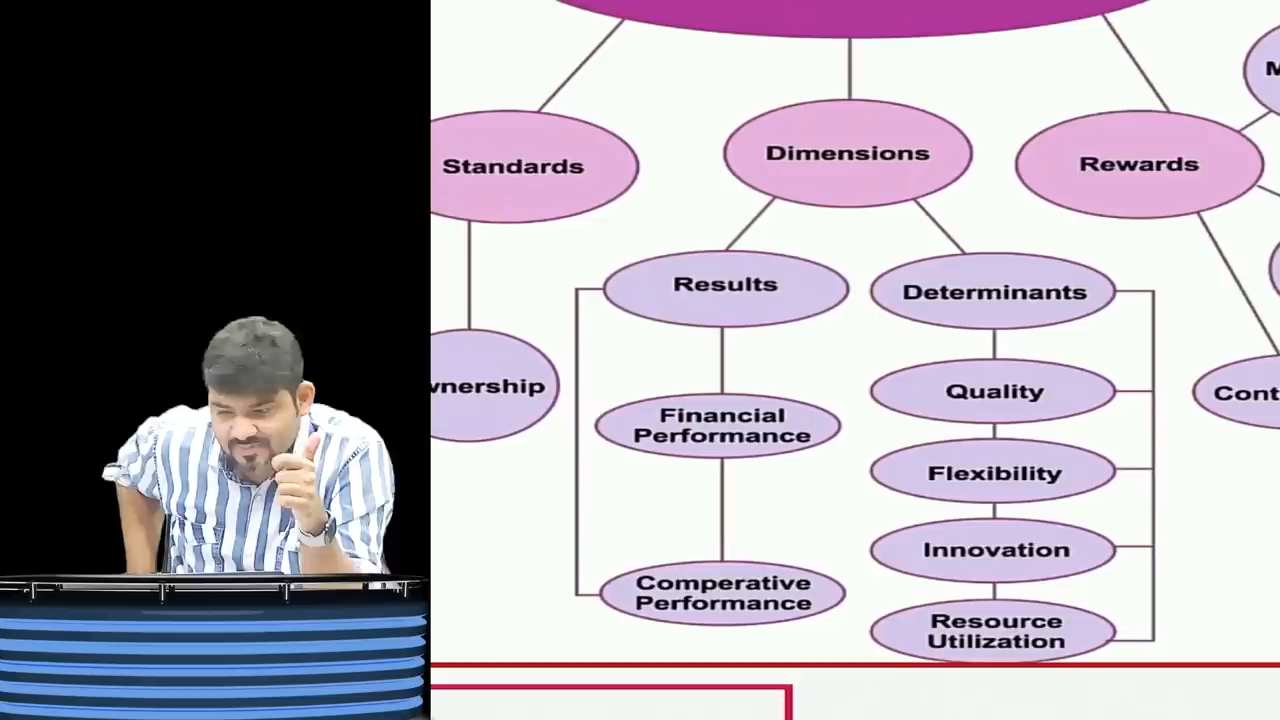 Standards
Dimensions
Rewards
Results
Determinants
Quality
Financial
Performance
Flexibility
Innovation
Comperative
Performance
Resource
Utilization